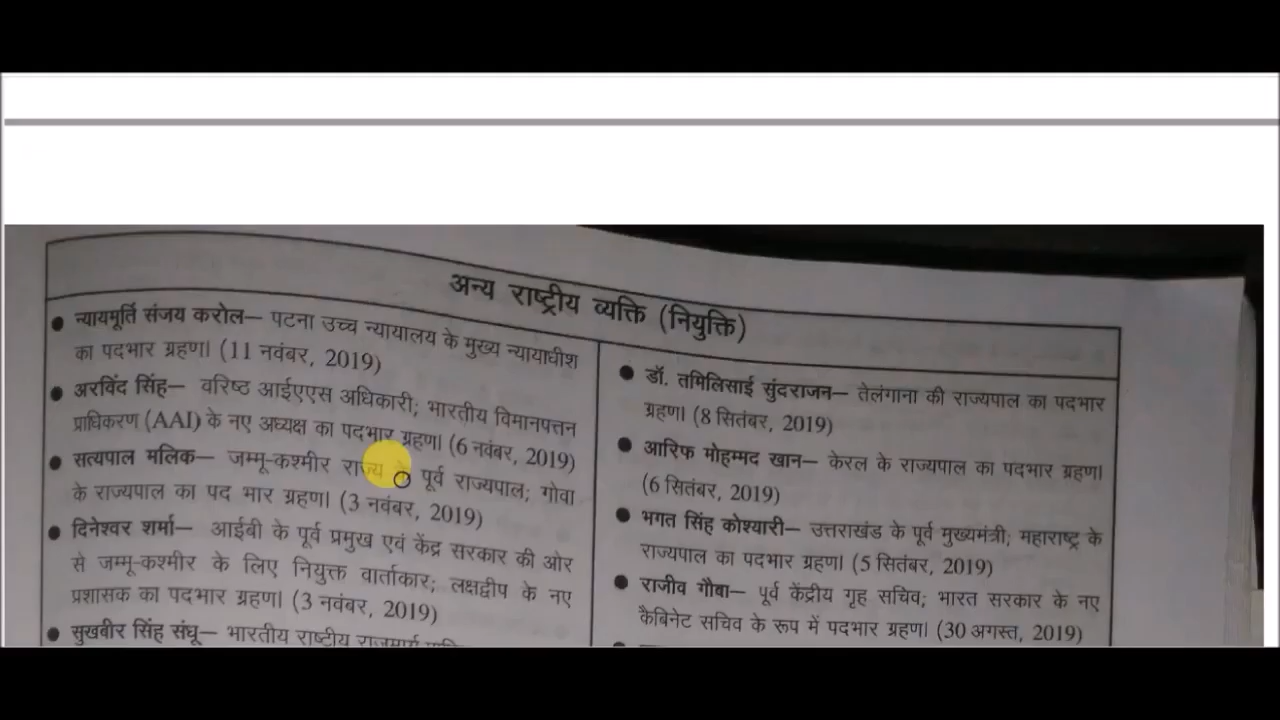 अन्य राष्ट्रीय व्यक्ति (नियुक्ति)
● न्यायमूर्ति संजय करोल– पटना उच्च न्यायालय के मुख्य न्यायाधीश
का पदभार ग्रहण। (11 नवंबर, 2019)
● अरविंद सिंह– वरिष्ठ आईएएस अधिकारी; भारतीय विमानपत्तन
प्राधिकरण (AAI) के नए अध्यक्ष का पदभार ग्रहण। (6 नवंबर, 2019)
● सत्यपाल मलिक– जम्मू-कश्मीर राज्य के पूर्व राज्यपाल; गोवा
के राज्यपाल का पद भार ग्रहण। (3 नवंबर, 2019)
● दिनेश्वर शर्मा– आईबी के पूर्व प्रमुख एवं केंद्र सरकार की ओर
से जम्मू-कश्मीर के लिए नियुक्त वार्ताकार; लक्षद्वीप के नए
प्रशासक का पदभार ग्रहण। (3 नवंबर, 2019)
● सुखबीर सिंह संधू– भारतीय राष्ट्रीय
● डॉ. तमिलिसाई सुंदराजन– तेलंगाना की राज्यपाल का पदभार
ग्रहण। (8 सितंबर, 2019)
● आरिफ मोहम्मद खान– केरल के राज्यपाल का पदभार ग्रहण।
(6 सितंबर, 2019)
● भगत सिंह कोश्यारी– उत्तराखंड के पूर्व मुख्यमंत्री; महाराष्ट्र के
राज्यपाल का पदभार ग्रहण। (5 सितंबर, 2019)
● राजीव गौबा– पूर्व केंद्रीय गृह सचिव; भारत सरकार के नए
कैबिनेट सचिव के रूप में पदभार ग्रहण। (30 अगस्त, 2019)